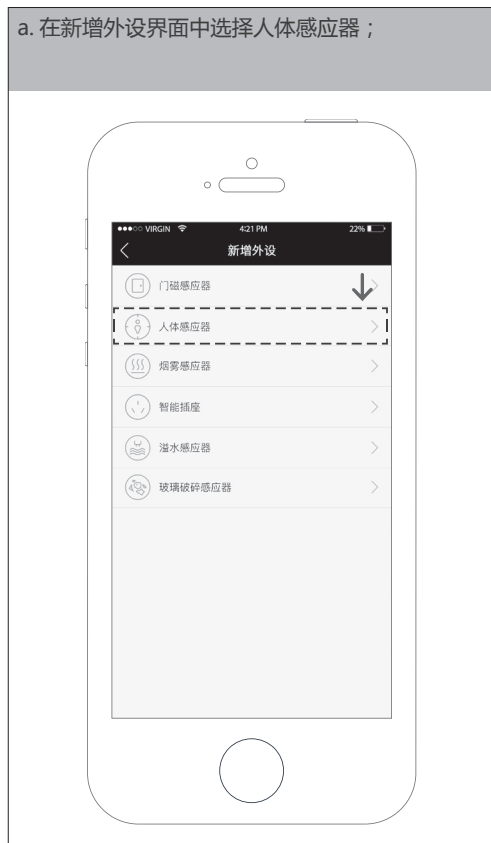 a. 在新增外设界面中选择人体感应器；
VIRGIN 4:21 PM 22%
新增外设
门磁感应器
人体感应器
烟雾感应器
智能插座
溢水感应器
玻璃破碎感应器